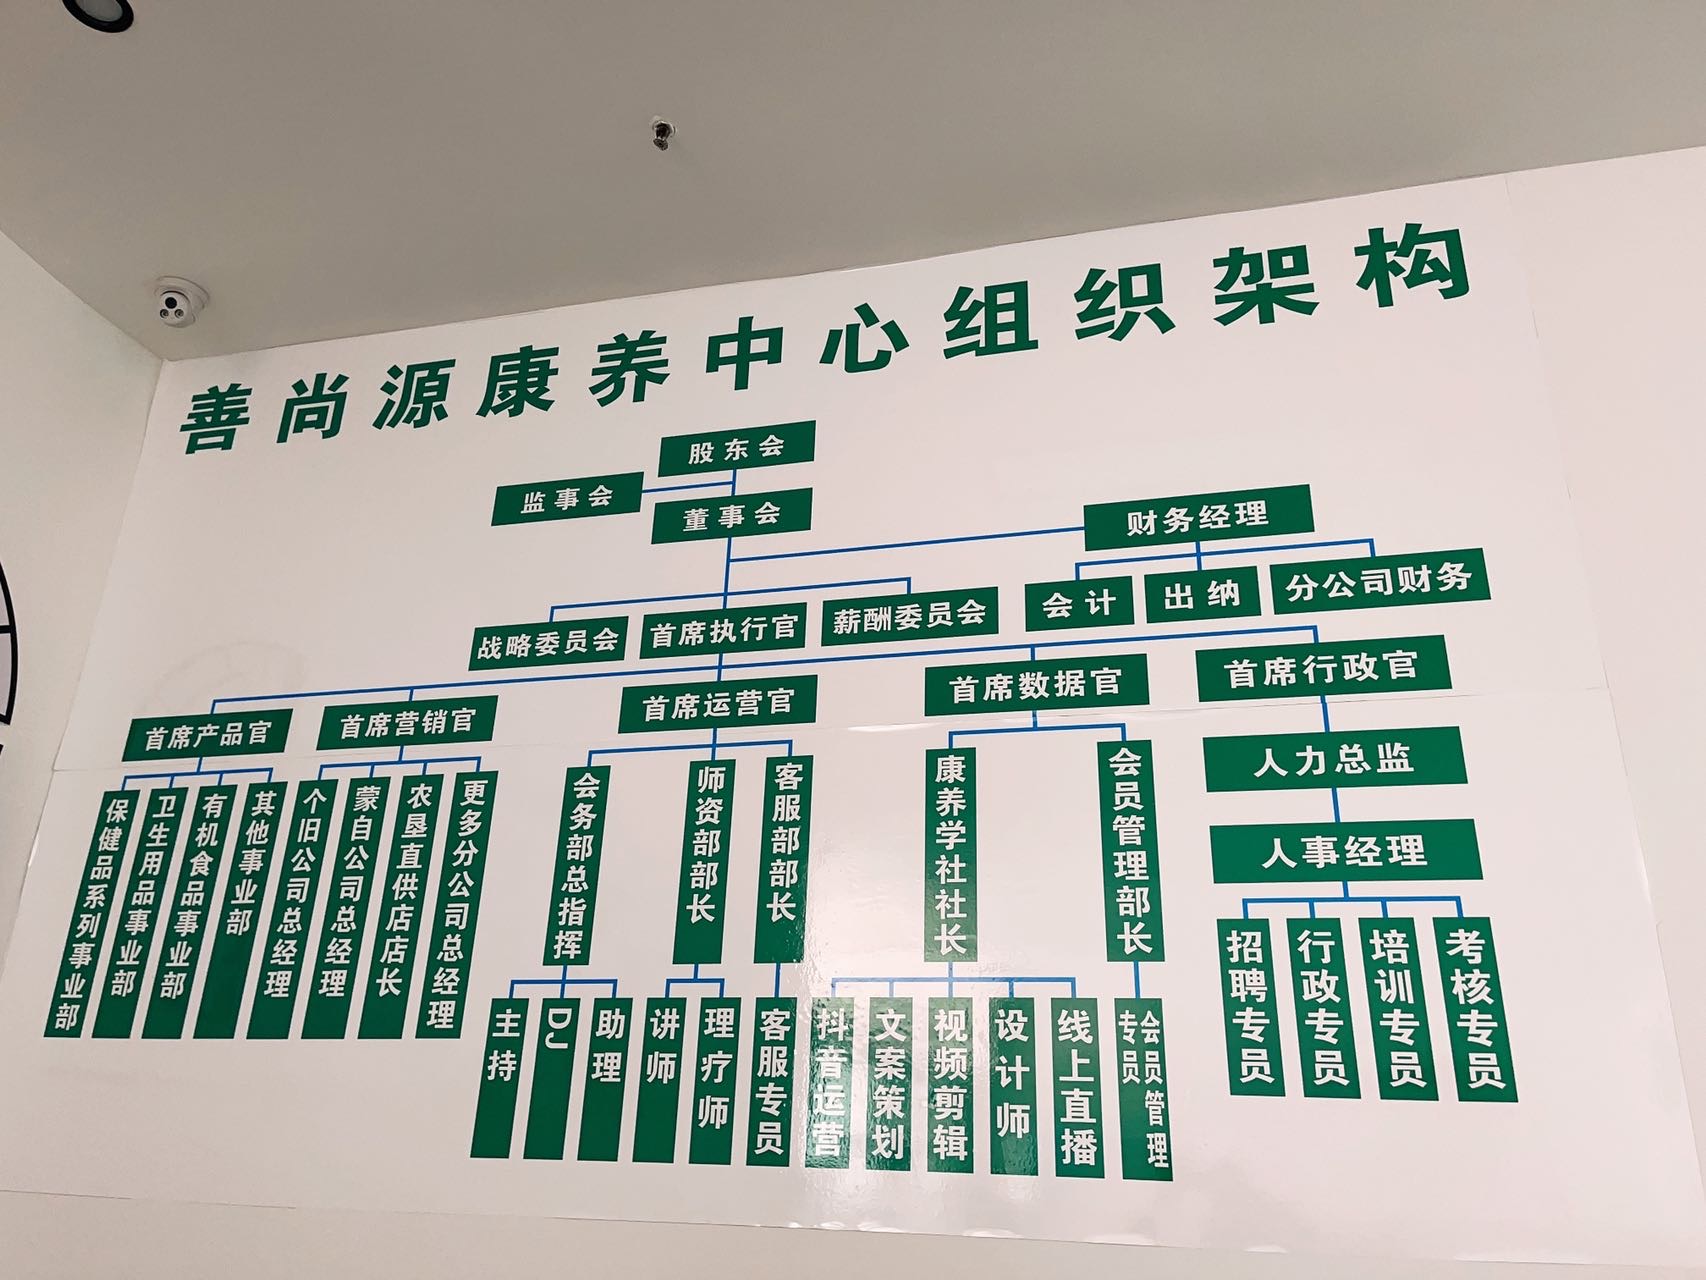 善尚源康养中心组织架构
股东会
监事会
董事会
财务经理
会计
出纳
分公司财务
战略委员会
首席执行官
薪酬委员会
首席产品官
首席营销官
首席运营官
首席数据官
首席行政官
保健品系列事业部
卫生用品事业部
有机食品事业部
其他事业部
个旧公司总经理
蒙自公司总经理
农垦直供店店长
更多分公司总经理
会务部总指挥
师资部部长
客服部部长
康养学社社长
会员管理部长
人力总监
人事经理
主持
DJ
助理
讲师
理疗师
客服专员
抖音运营
文案策划
视频剪辑
设计师
线上直播
会员管理
专员
招聘专员
行政专员
培训专员
考核专员